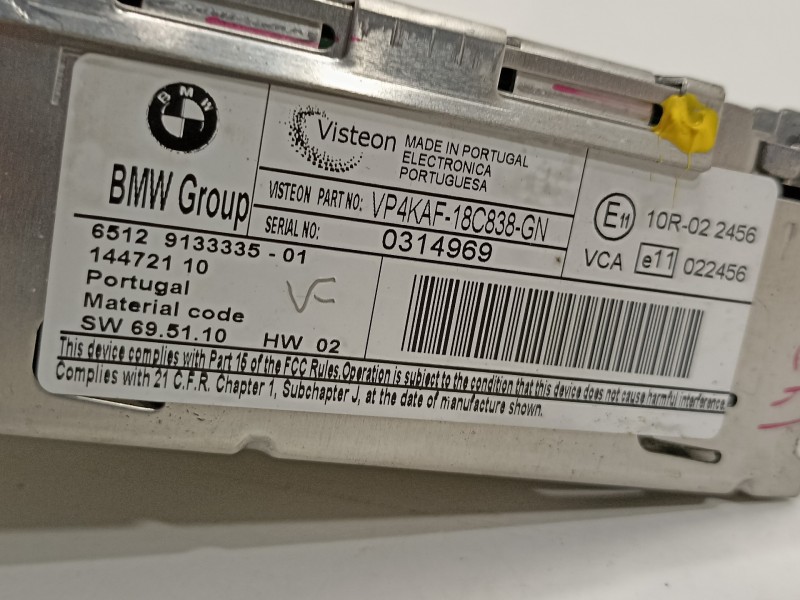 BMW
BMW Group
Visteon
MADE IN PORTUGAL
ELECTRONICA
PORTUGUESA
VISTEON PART NO: VP4KAF-18C838-GN
SERIAL NO: 0314969
E11 10R-02 2456
VCA e11 022456
6512 9133335 - 01
144721 10
Portugal
Material code
SW 69.51.10 HW 02
VC
This device complies with Part 15 of the FCC Rules,Operation is subject to the condition that this device does not cause harmful interference.
Complies with 21 C.F.R. Chapter 1, Subchapter J, at the date of manufacture shown.